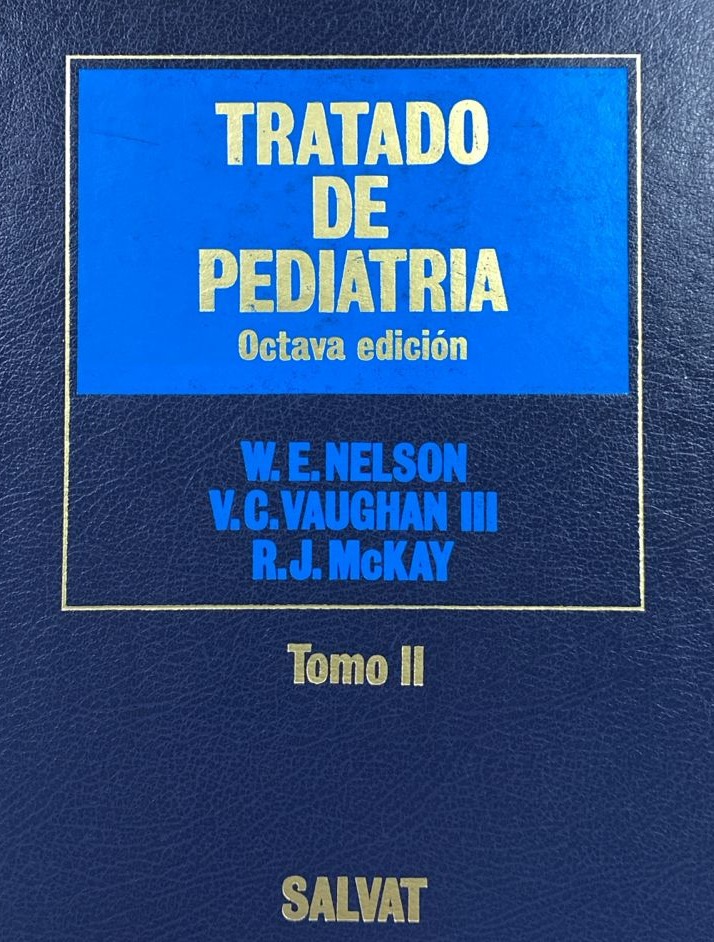 TRATADO
DE
PEDIATRIA
Octava edición
W. E. NELSON
V. C. VAUGHAN III
R. J. McKAY
Tomo II
SALVAT